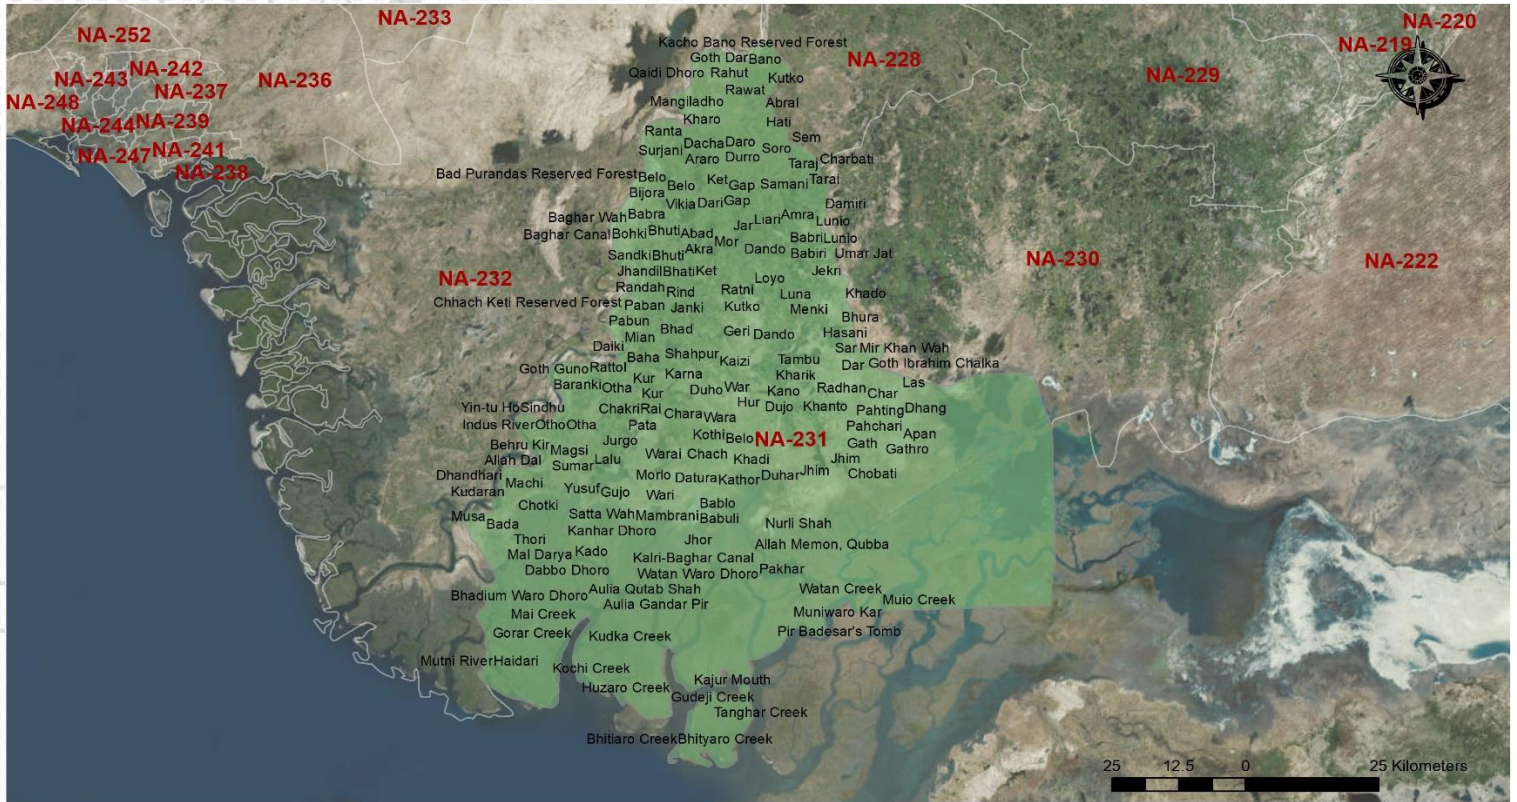 NA-233
NA-220
NA-252
NA-219
Kacho Bano Reserved Forest
Goth Dar Bano
NA-228
NA-243
NA-242
NA-236
Qaidi Dhoro Rahut
Kutko
NA-229
NA-248
NA-237
Rawat
Mangiladho
Abral
NA-244
NA-239
Kharo
Hati
Ranta
Sem
Surjani
Dacha Daro
Soro
NA-247
NA-241
Araro Durro
Taraj Charbati
NA-238
Bad Purandas Reserved Forest Belo
Ket
Tarai
Belo
Gap Samani
Bijora
Vikia Dari Gap
Damiri
Baghar Wah Babra
Liari Amra Lunio
Baghar Canal Bohki Bhuti Abad
Jar
Babri Lunio
Akra Mor
Dando
Sandki Bhuti
Babiri Umar Jat
NA-230
NA-222
Jhandil Bhati Ket
Loyo
Jekri
NA-232
Randah
Rind
Ratni
Luna
Khado
Chhach Keti Reserved Forest Paban
Janki
Kutko
Menki
Pabun
Bhura
Mian
Bhad
Geri Dando
Hasani
Daiki
Sar Mir Khan Wah
Baha Shahpur Kaizi
Tambu
Dar Goth Ibrahim Chalka
Goth Guno Rattol
Karna
Kharik
Baranki Otha
Kur
Kur
Duho War
Kano
Radhan Char
Las
Yin-tu Ho Sindhu
Chakri Rai
Hur
Dujo Khanto
Pahting Dhang
Indus River Otho Otha
Pata
Chara Wara
Pahchari
Behru Kir
Jurgo
Kothi Belo
NA-231
Gath
Apan
Magsi
Gathro
Allah Dal
Sumar Lalu
Warai Chach
Khadi
Jhim
Dhandhari
Machi
Morlo Datura Kathor Duhar Jhim
Chobati
Kudaran
Yusuf Gujo
Wari
Chotki
Bablo
Musa
Bada
Satta Wah Mambrani Babuli
Nurli Shah
Thori
Kanhar Dhoro
Jhor
Allah Memon, Qubba
Mal Darya Kado
Kalri-Baghar Canal
Dabbo Dhoro
Watan Waro Dhoro Pakhar
Bhadium Waro Dhoro
Aulia Qutab Shah
Watan Creek
Muio Creek
Mai Creek
Aulia Gandar Pir
Muniwaro Kar
Gorar Creek
Kudka Creek
Pir Badesar's Tomb
Mutni River Haidari
Kochi Creek
Kajur Mouth
Huzaro Creek
Gudeji Creek
Tanghar Creek
Bhitiaro Creek Bhityaro Creek
25 12.5 0 25 Kilometers